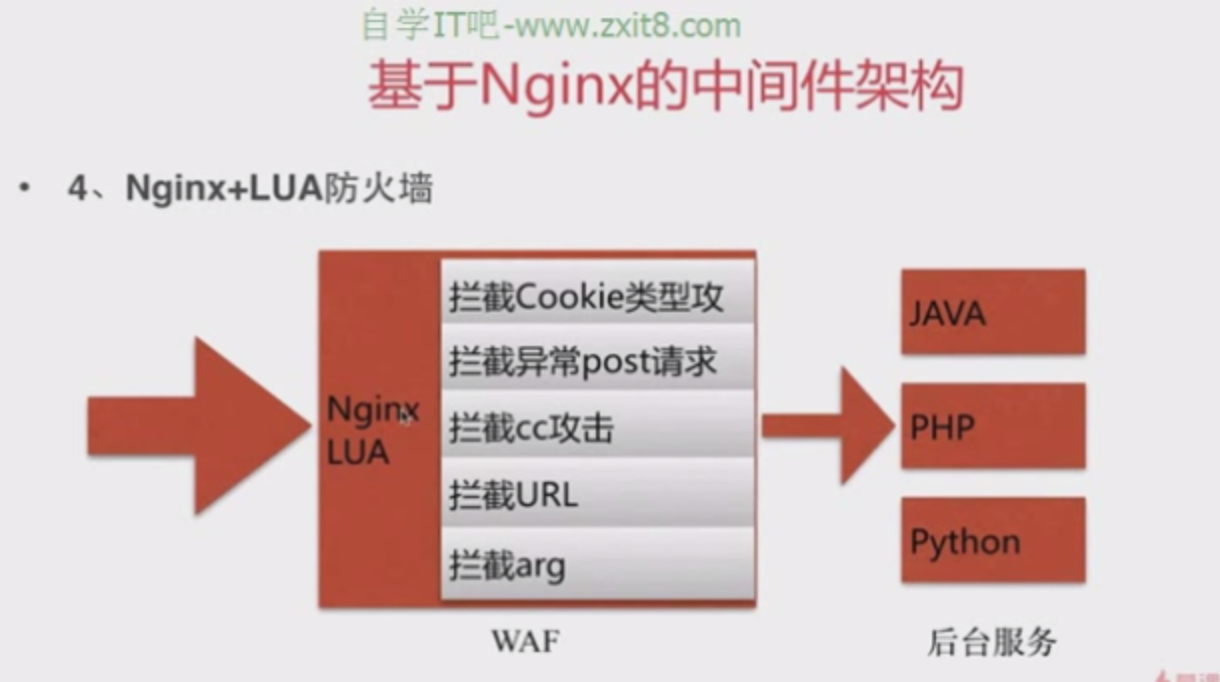 自学IT吧-www.zxit8.com
基于Nginx的中间件架构
• 4、Nginx+LUA防火墙
Nginx
LUA
拦截Cookie类型攻
拦截异常post请求
拦截cc攻击
拦截URL
拦截arg
WAF
JAVA
PHP
Python
后台服务